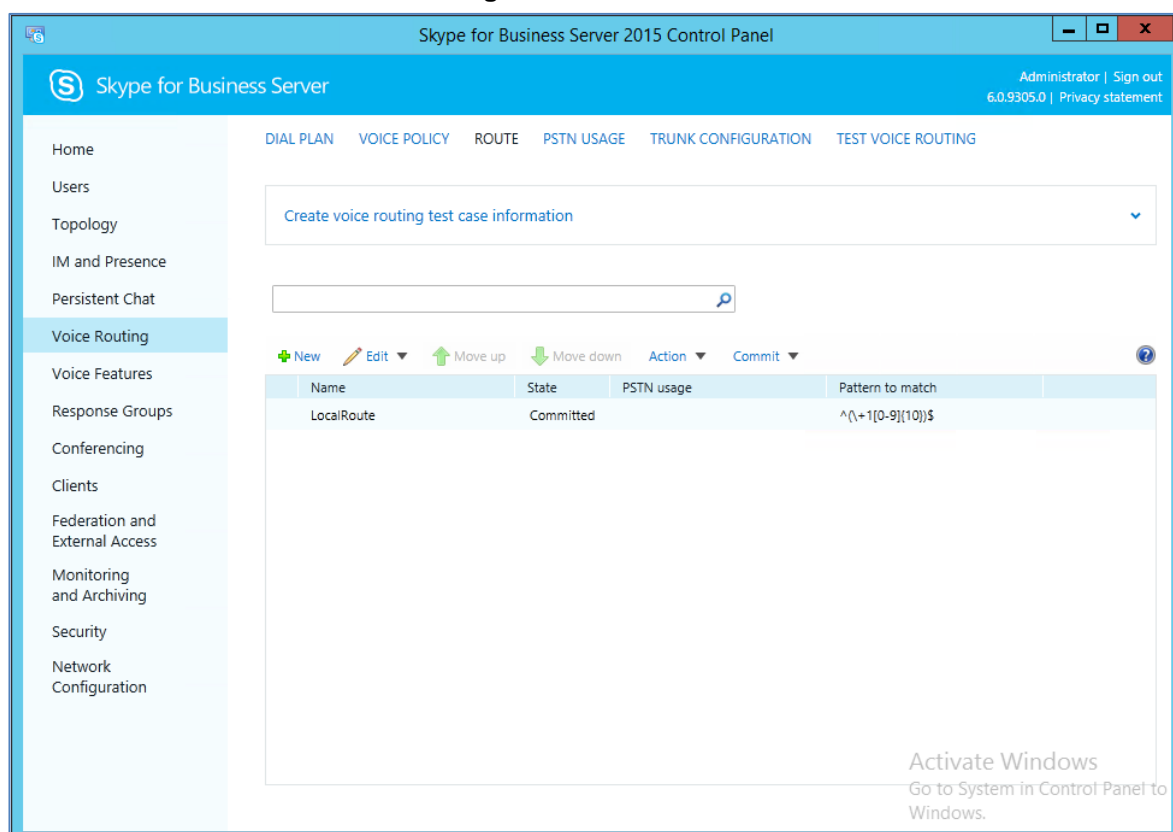 Skype for Business Server 2015 Control Panel
Skype for Business Server
Administrator | Sign out
6.0.9305.0 | Privacy statement
Home
Users
Topology
IM and Presence
Persistent Chat
Voice Routing
Voice Features
Response Groups
Conferencing
Clients
Federation and
External Access
Monitoring
and Archiving
Security
Network
Configuration
DIAL PLAN VOICE POLICY ROUTE PSTN USAGE TRUNK CONFIGURATION TEST VOICE ROUTING
Create voice routing test case information
New Edit Move up Move down Action Commit
Name State PSTN usage Pattern to match
LocalRoute Committed ^(\+1[0-9]{10})$
Activate Windows
Go to System in Control Panel to
Windows.